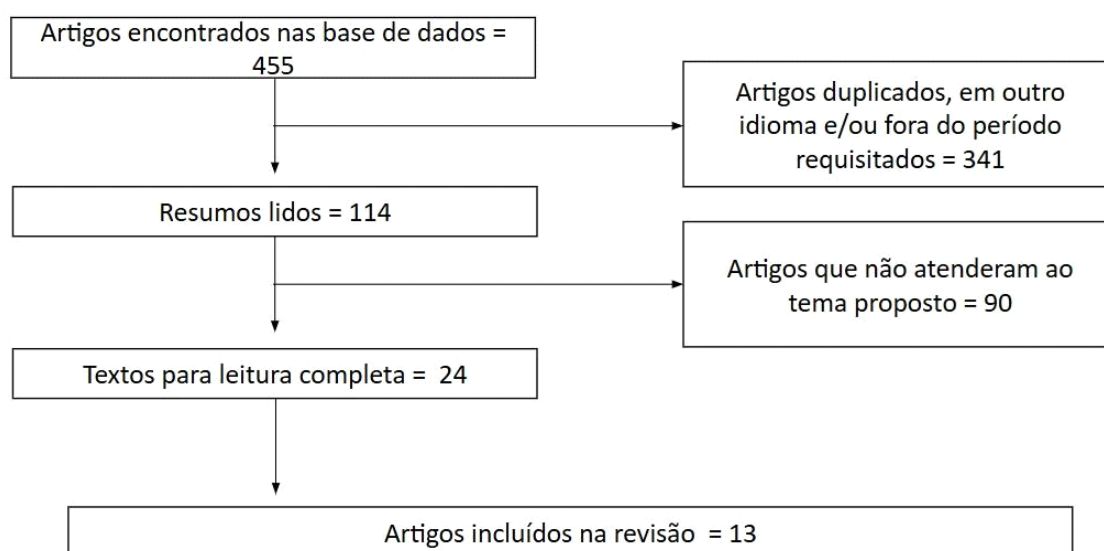 Artigos encontrados nas base de dados =
455
Artigos duplicados, em outro
idioma e/ou fora do período
requisitados = 341
Resumos lidos = 114
Artigos que não atenderam ao
tema proposto = 90
Textos para leitura completa = 24
Artigos incluídos na revisão = 13